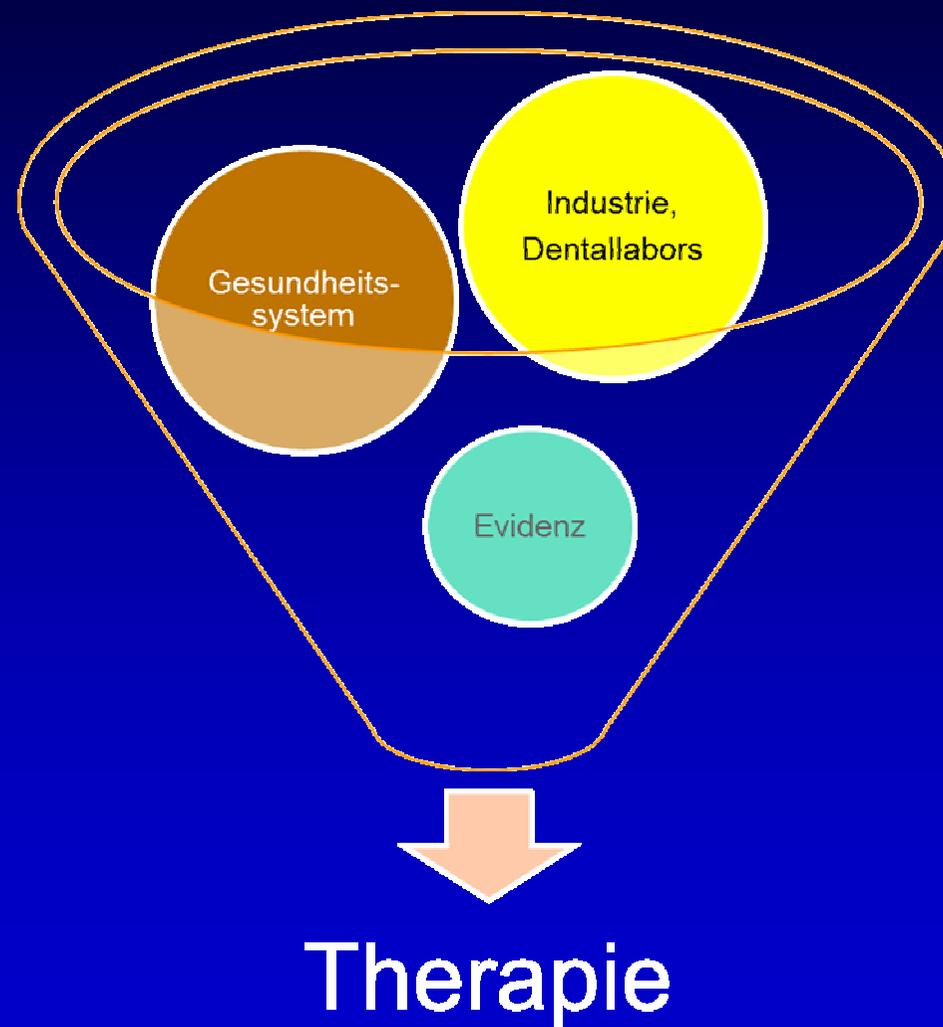 Industrie,
Dentallabors
Gesundheits-
system
Evidenz
Therapie